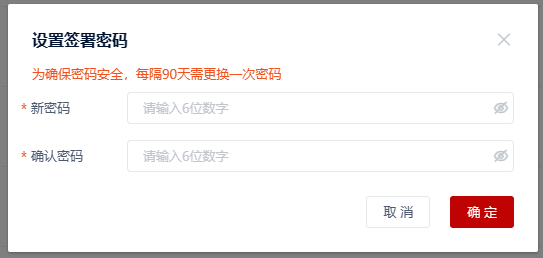 设置签署密码
为确保密码安全，每隔90天需更换一次密码
* 新密码 请输入6位数字
* 确认密码 请输入6位数字
取消 确定